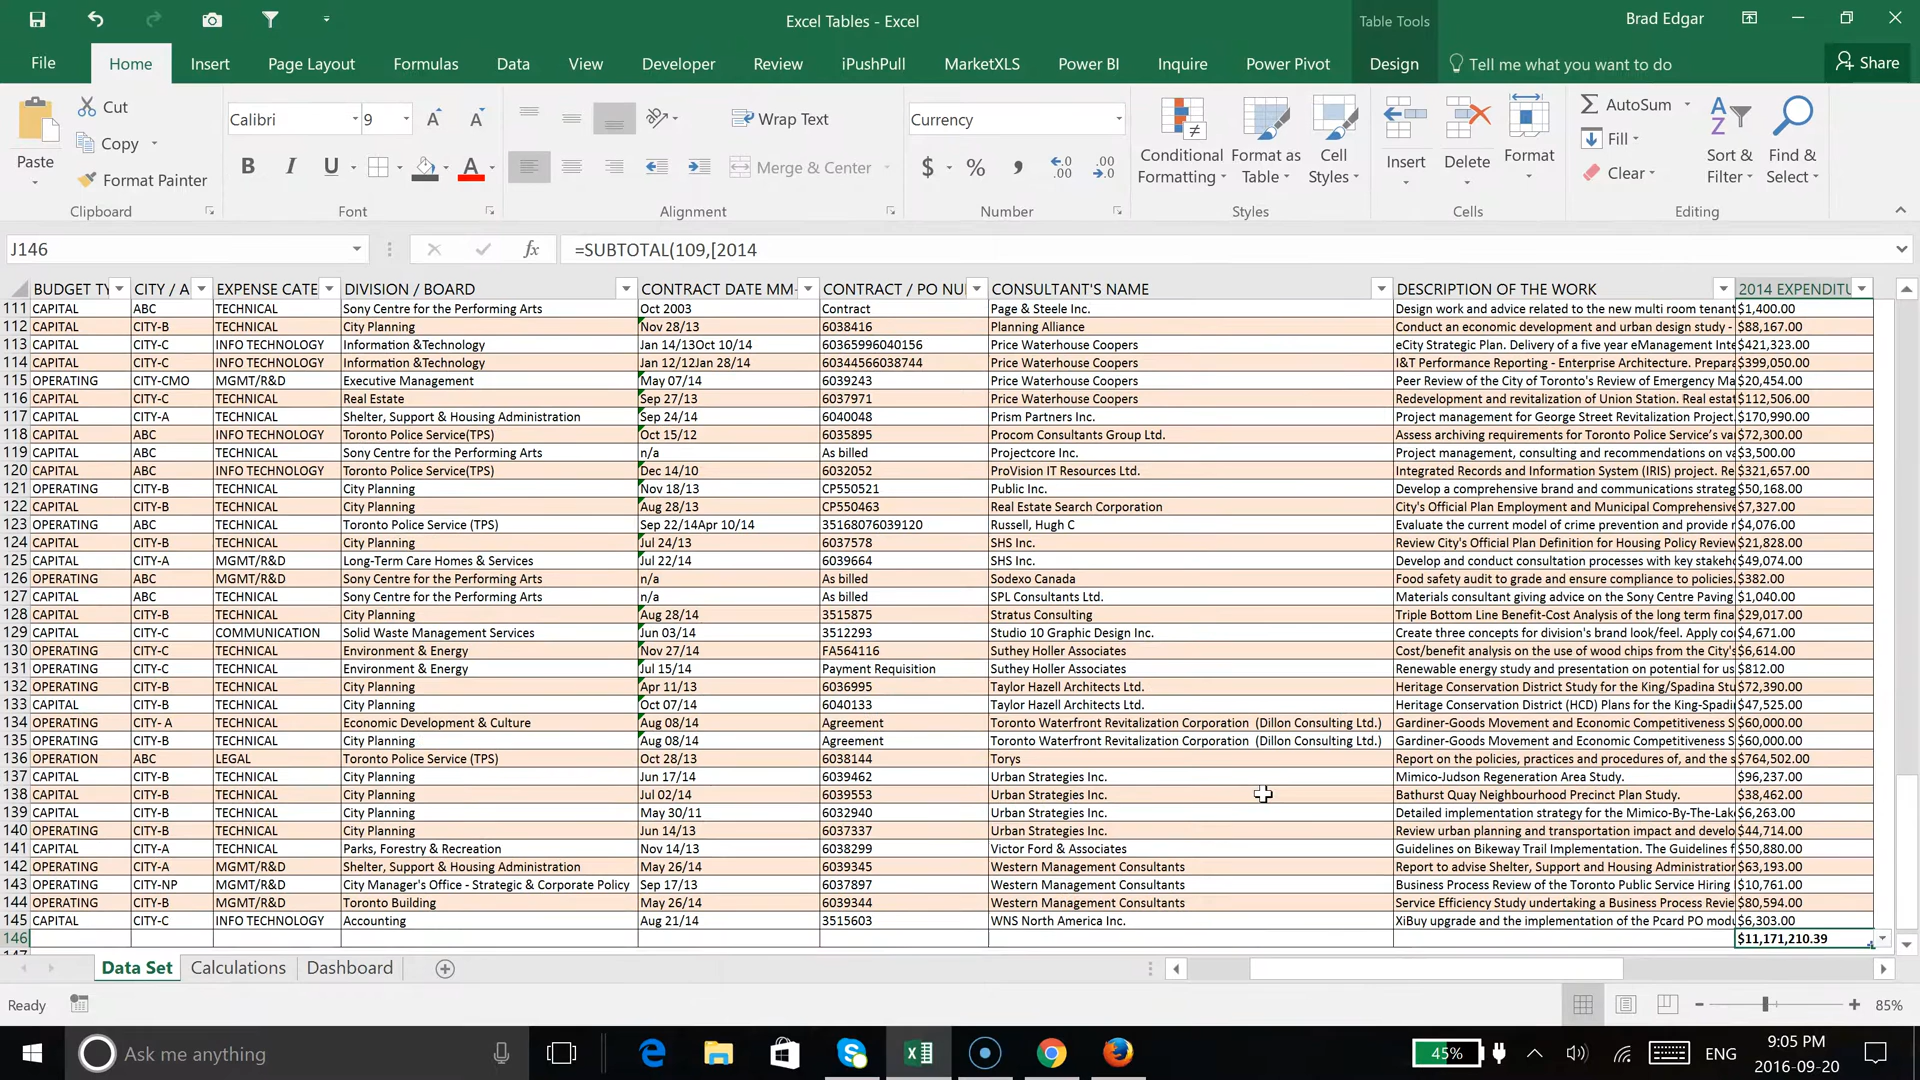 Excel Tables - Excel
Table Tools
Brad Edgar
File Home Insert Page Layout Formulas Data View Developer Review iPushPull MarketXLS Power BI Inquire Power Pivot Design Tell me what you want to do Share
Paste
Cut
Copy
Format Painter
Calibri 9
B I U A
Wrap Text
Merge & Center
Currency
$ % ,
Conditional Formatting
Format as Table
Cell Styles
Insert Delete Format
AutoSum
Fill
Clear
Sort & Filter
Find & Select
Clipboard Font Alignment Number Styles Cells Editing
J146 fx =SUBTOTAL(109,[2014
BUDGET TY CITY / A EXPENSE CATE DIVISION / BOARD CONTRACT DATE MM- CONTRACT / PO NU CONSULTANT'S NAME DESCRIPTION OF THE WORK 2014 EXPENDITU
111 CAPITAL ABC TECHNICAL Sony Centre for the Performing Arts Oct 2003 Contract Page & Steele Inc. Design work and advice related to the new multi room tenant $1,400.00
112 CAPITAL CITY-B TECHNICAL City Planning Nov 28/13 6038416 Planning Alliance Conduct an economic development and urban design study - $88,167.00
113 CAPITAL CITY-C INFO TECHNOLOGY Information &Technology Jan 14/13Oct 10/14 60365996040156 Price Waterhouse Coopers eCity Strategic Plan. Delivery of a five year eManagement Inte $421,323.00
114 CAPITAL CITY-C INFO TECHNOLOGY Information &Technology Jan 12/12Jan 28/14 60344566038744 Price Waterhouse Coopers I&T Performance Reporting - Enterprise Architecture. Prepar $399,050.00
115 OPERATING CITY-CMO MGMT/R&D Executive Management May 07/14 6039243 Price Waterhouse Coopers Peer Review of the City of Toronto's Review of Emergency Ma $20,454.00
116 CAPITAL CITY-C TECHNICAL Real Estate Sep 27/13 6037971 Price Waterhouse Coopers Redevelopment and revitalization of Union Station. Real estat $112,506.00
117 CAPITAL CITY-A TECHNICAL Shelter, Support & Housing Administration Sep 24/14 6040048 Prism Partners Inc. Project management for George Street Revitalization Project. $170,990.00
118 CAPITAL ABC INFO TECHNOLOGY Toronto Police Service(TPS) Oct 15/12 6035895 Procom Consultants Group Ltd. Assess archiving requirements for Toronto Police Service's va $72,300.00
119 CAPITAL ABC TECHNICAL Sony Centre for the Performing Arts n/a As billed Projectcore Inc. Project management, consulting and recommendations on va $3,500.00
120 CAPITAL ABC INFO TECHNOLOGY Toronto Police Service(TPS) Dec 14/10 6032052 ProVision IT Resources Ltd. Integrated Records and Information System (IRIS) project. Re $321,657.00
121 OPERATING CITY-B TECHNICAL City Planning Nov 18/13 CP550521 Public Inc. Develop a comprehensive brand and communications strateg $50,168.00
122 CAPITAL CITY-B TECHNICAL City Planning Aug 28/13 CP550463 Real Estate Search Corporation City's Official Plan Employment and Municipal Comprehensive $7,327.00
123 OPERATING ABC TECHNICAL Toronto Police Service (TPS) Sep 22/14Apr 10/14 35168076039120 Russell, Hugh C Evaluate the current model of crime prevention and provide r $4,076.00
124 CAPITAL CITY-B TECHNICAL City Planning Jul 24/13 6037578 SHS Inc. Review City's Official Plan Definition for Housing Policy Review $21,828.00
125 CAPITAL CITY-A MGMT/R&D Long-Term Care Homes & Services Jul 22/14 6039664 SHS Inc. Develop and conduct consultation processes with key stakeh $49,074.00
126 OPERATING ABC MGMT/R&D Sony Centre for the Performing Arts n/a As billed Sodexo Canada Food safety audit to grade and ensure compliance to policies. $382.00
127 CAPITAL ABC TECHNICAL Sony Centre for the Performing Arts n/a As billed SPL Consultants Ltd. Materials consultant giving advice on the Sony Centre Paving $1,040.00
128 CAPITAL CITY-B TECHNICAL City Planning Aug 28/14 3515875 Stratus Consulting Triple Bottom Line Benefit-Cost Analysis of the long term fina $29,017.00
129 CAPITAL CITY-C COMMUNICATION Solid Waste Management Services Jun 03/14 3512293 Studio 10 Graphic Design Inc. Create three concepts for division's brand look/feel. Apply co $4,671.00
130 OPERATING CITY-C TECHNICAL Environment & Energy Nov 27/14 FA564116 Suthey Holler Associates Cost/benefit analysis on the use of wood chips from the City's $6,614.00
131 OPERATING CITY-C TECHNICAL Environment & Energy Jul 15/14 Payment Requisition Suthey Holler Associates Renewable energy study and presentation on potential for us $812.00
132 OPERATING CITY-B TECHNICAL City Planning Apr 11/13 6036995 Taylor Hazell Architects Ltd. Heritage Conservation District Study for the King/Spadina Stu $72,390.00
133 CAPITAL CITY-B TECHNICAL City Planning Oct 07/14 6040133 Taylor Hazell Architects Ltd. Heritage Conservation District (HCD) Plans for the King-Spadi $47,525.00
134 OPERATING CITY- A TECHNICAL Economic Development & Culture Aug 08/14 Agreement Toronto Waterfront Revitalization Corporation (Dillon Consulting Ltd.) Gardiner-Goods Movement and Economic Competitiveness S $60,000.00
135 OPERATING CITY-B TECHNICAL City Planning Aug 08/14 Agreement Toronto Waterfront Revitalization Corporation (Dillon Consulting Ltd.) Gardiner-Goods Movement and Economic Competitiveness S $60,000.00
136 OPERATION ABC LEGAL Toronto Police Service (TPS) Oct 28/13 6038144 Torys Report on the policies, practices and procedures of, and the s $764,502.00
137 CAPITAL CITY-B TECHNICAL City Planning Jun 17/14 6039462 Urban Strategies Inc. Mimico-Judson Regeneration Area Study. $96,237.00
138 CAPITAL CITY-B TECHNICAL City Planning Jul 02/14 6039553 Urban Strategies Inc. Bathurst Quay Neighbourhood Precinct Plan Study. $38,462.00
139 CAPITAL CITY-B TECHNICAL City Planning May 30/11 6032940 Urban Strategies Inc. Detailed implementation strategy for the Mimico-By-The-Lak $6,263.00
140 OPERATING CITY-B TECHNICAL City Planning Jun 14/13 6037337 Urban Strategies Inc. Review urban planning and transportation impact and develo $44,714.00
141 CAPITAL CITY-A TECHNICAL Parks, Forestry & Recreation Nov 14/13 6038299 Victor Ford & Associates Guidelines on Bikeway Trail Implementation. The Guidelines f $50,880.00
142 OPERATING CITY-A MGMT/R&D Shelter, Support & Housing Administration May 26/14 6039345 Western Management Consultants Report to advise Shelter, Support and Housing Administration $63,193.00
143 OPERATING CITY-NP MGMT/R&D City Manager's Office - Strategic & Corporate Policy Sep 17/13 6037897 Western Management Consultants Business Process Review of the Toronto Public Service Hiring $10,761.00
144 OPERATING CITY-B MGMT/R&D Toronto Building May 26/14 6039344 Western Management Consultants Service Efficiency Study undertaking a Business Process Revie $80,594.00
145 CAPITAL CITY-C INFO TECHNOLOGY Accounting Aug 21/14 3515603 WNS North America Inc. XiBuy upgrade and the implementation of the Pcard PO modu $6,303.00
146 $11,171,210.39
Data Set Calculations Dashboard
Ready 85%
Ask me anything 45% ENG 9:05 PM
2016-09-20